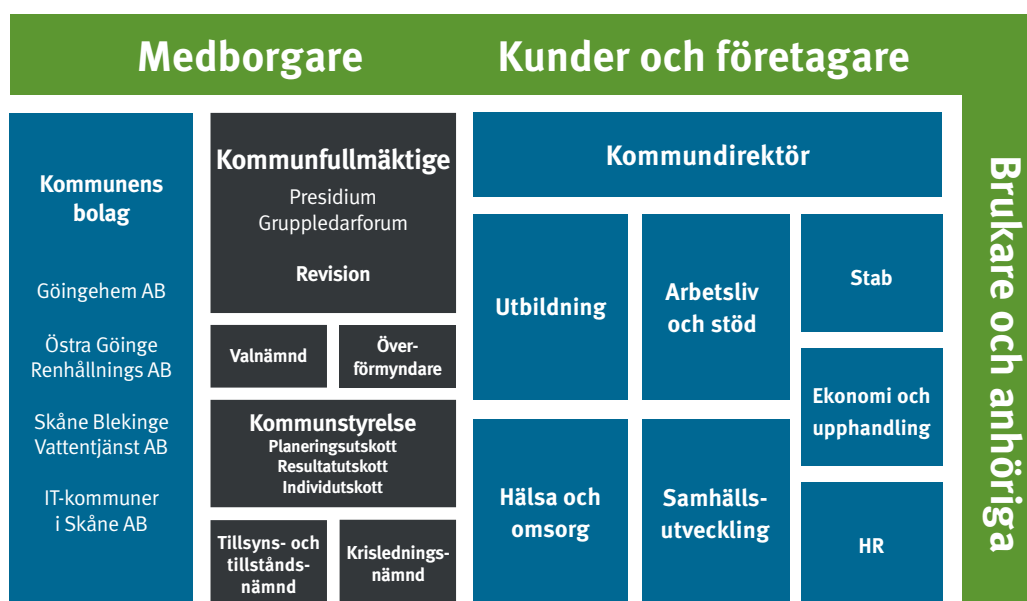 Medborgare
Kunder och företagare
Brukare och anhöriga
Kommunens
bolag
Göingehem AB
Östra Göinge
Renhållnings AB
Skåne Blekinge
Vattentjänst AB
IT-kommuner
i Skåne AB
Kommunfullmäktige
Presidium
Gruppledarforum
Revision
Valnämnd
Över-
förmyndare
Kommunstyrelse
Planeringsutskott
Resultatutskott
Individutskott
Tillsyns- och
tillstånds-
nämnd
Krislednings-
nämnd
Kommundirektör
Utbildning
Arbetsliv
och stöd
Stab
Ekonomi och
upphandling
Hälsa och
omsorg
Samhälls-
utveckling
HR